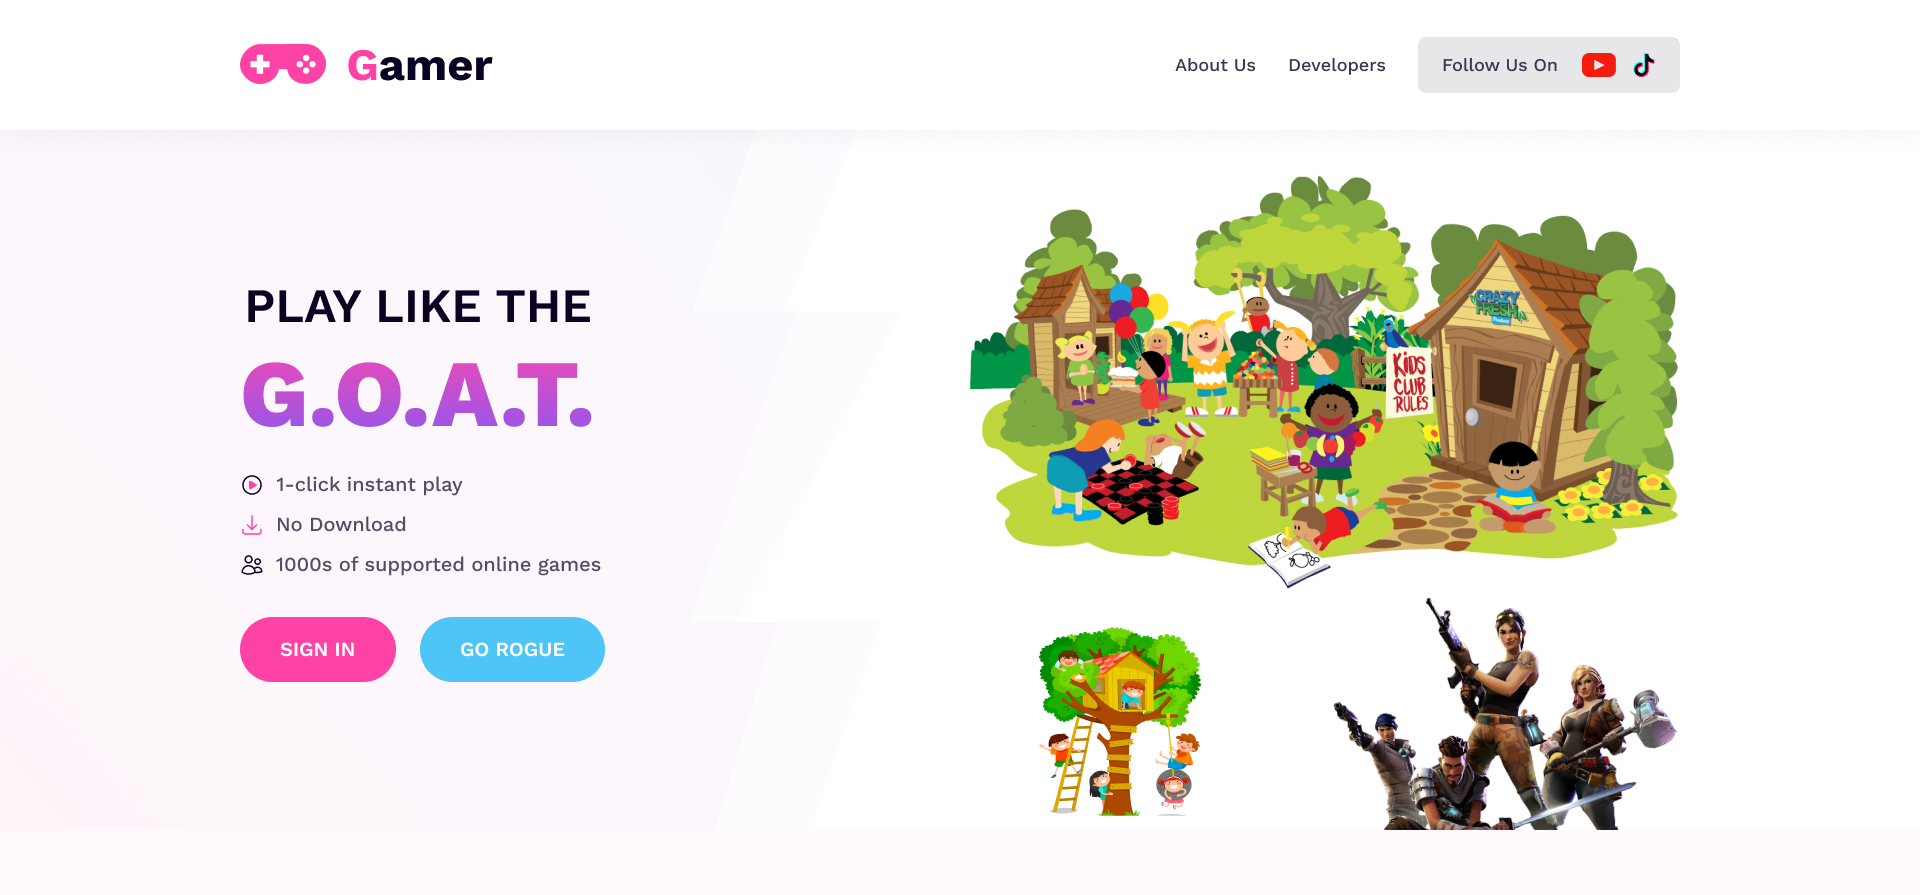 Gamer
About Us
Developers
Follow Us On
PLAY LIKE THE
G.O.A.T.
1-click instant play
No Download
1000s of supported online games
SIGN IN
GO ROGUE
CRAZY
FRESH
KiDS
CLUB
RULES